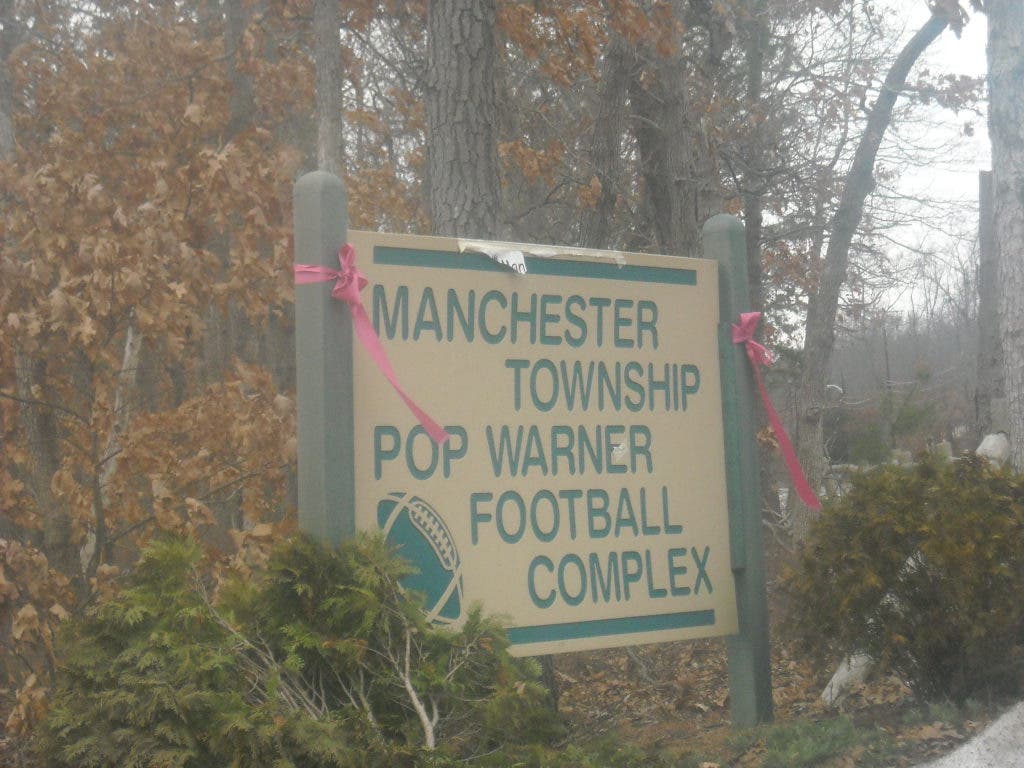 MANCHESTER
TOWNSHIP
POP WARNER
FOOTBALL
COMPLEX